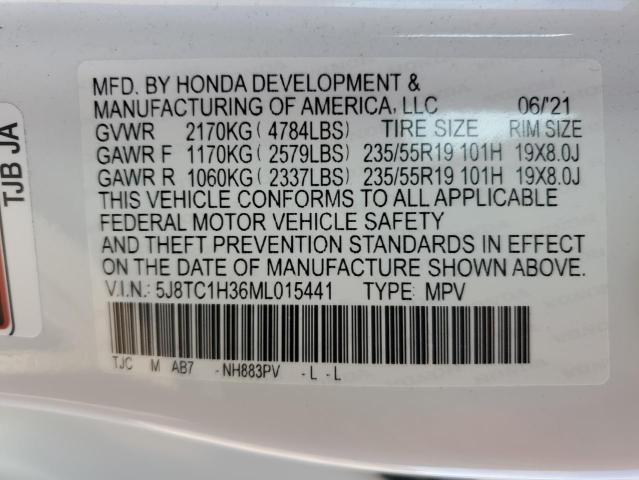 MFD. BY HONDA DEVELOPMENT &
MANUFACTURING OF AMERICA, LLC 06/'21
GVWR 2170KG ( 4784LBS) TIRE SIZE RIM SIZE
GAWR F 1170KG ( 2579LBS) 235/55R19 101H 19X8.0J
GAWR R 1060KG ( 2337LBS) 235/55R19 101H 19X8.0J
THIS VEHICLE CONFORMS TO ALL APPLICABLE
FEDERAL MOTOR VEHICLE SAFETY
AND THEFT PREVENTION STANDARDS IN EFFECT
ON THE DATE OF MANUFACTURE SHOWN ABOVE.
V.I.N.: 5J8TC1H36ML015441 TYPE: MPV
TJC M AB7 -NH883PV -L -L
TJB JA